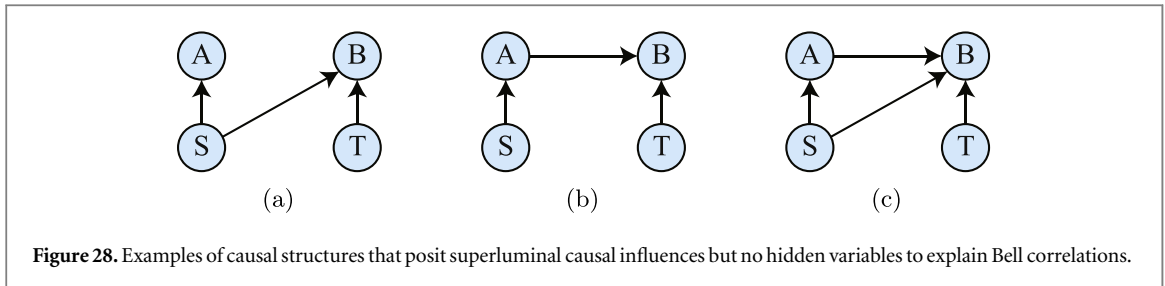 A B A B A B
S T S T S T
(a) (b) (c)
Figure 28. Examples of causal structures that posit superluminal causal influences but no hidden variables to explain Bell correlations.